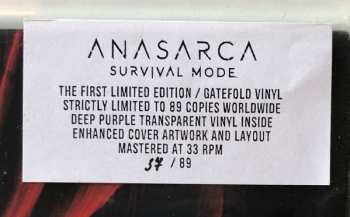 ANASARCA
SURVIVAL MODE
THE FIRST LIMITED EDITION / GATEFOLD VINYL
STRICTLY LIMITED TO 89 COPIES WORLDWIDE
DEEP PURPLE TRANSPARENT VINYL INSIDE
ENHANCED COVER ARTWORK AND LAYOUT
MASTERED AT 33 RPM
37 / 89